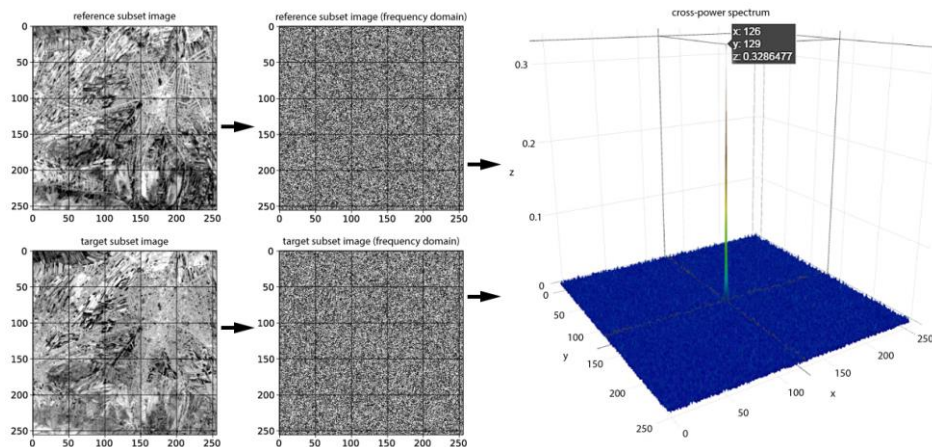 reference subset image
0
50
100
150
200
250
0 50 100 150 200 250
reference subset image (frequency domain)
0
50
100
150
200
250
0 50 100 150 200 250
target subset image
0
50
100
150
200
250
0 50 100 150 200 250
target subset image (frequency domain)
0
50
100
150
200
250
0 50 100 150 200 250
cross-power spectrum
x: 126
y: 129
z: 0.3286477
0.3
0.2
z
0.1
0
0
50
100
y
150
200
250
0
50
100
x
150
200
250